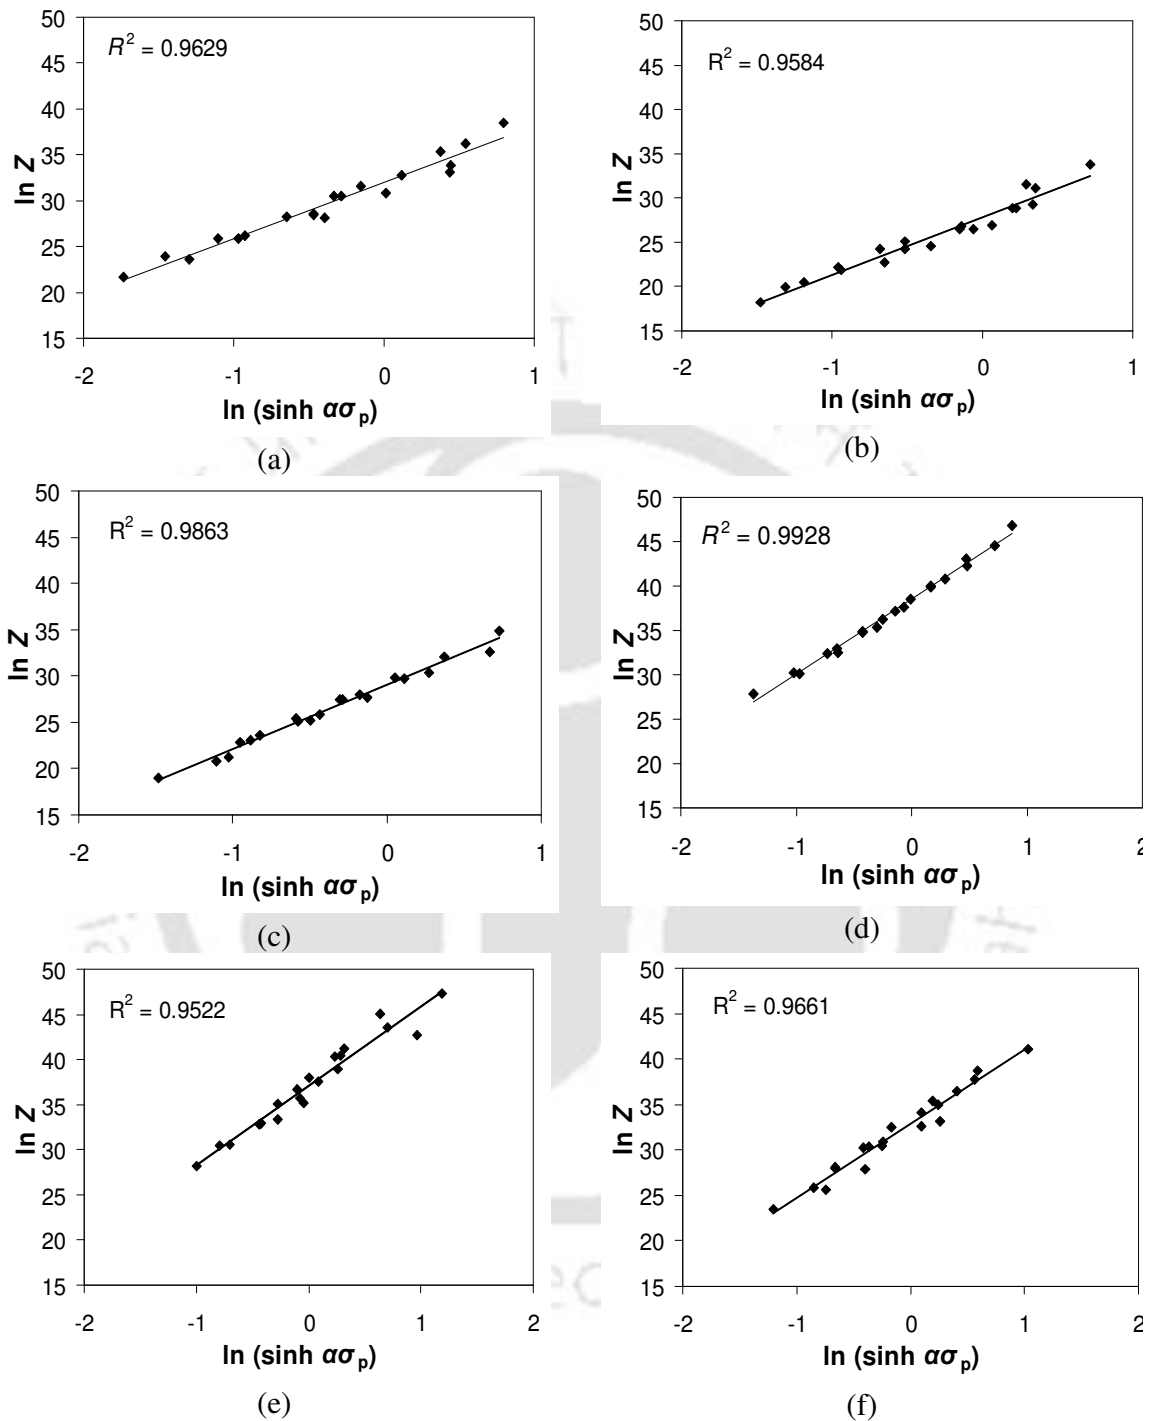 50
45
40
35
30
25
20
15
ln Z
R² = 0.9629
-2 -1 0 1
ln (sinh ασp)
(a)
50
45
40
35
30
25
20
15
ln Z
R² = 0.9584
-2 -1 0 1
ln (sinh ασp)
(b)
50
45
40
35
30
25
20
15
ln Z
R² = 0.9863
-2 -1 0 1
ln (sinh ασp)
(c)
50
45
40
35
30
25
20
15
ln Z
R² = 0.9928
-2 -1 0 1 2
ln (sinh ασp)
(d)
50
45
40
35
30
25
20
15
ln Z
R² = 0.9522
-2 -1 0 1 2
ln (sinh ασp)
(e)
50
45
40
35
30
25
20
15
ln Z
R² = 0.9661
-2 -1 0 1 2
ln (sinh ασp)
(f)